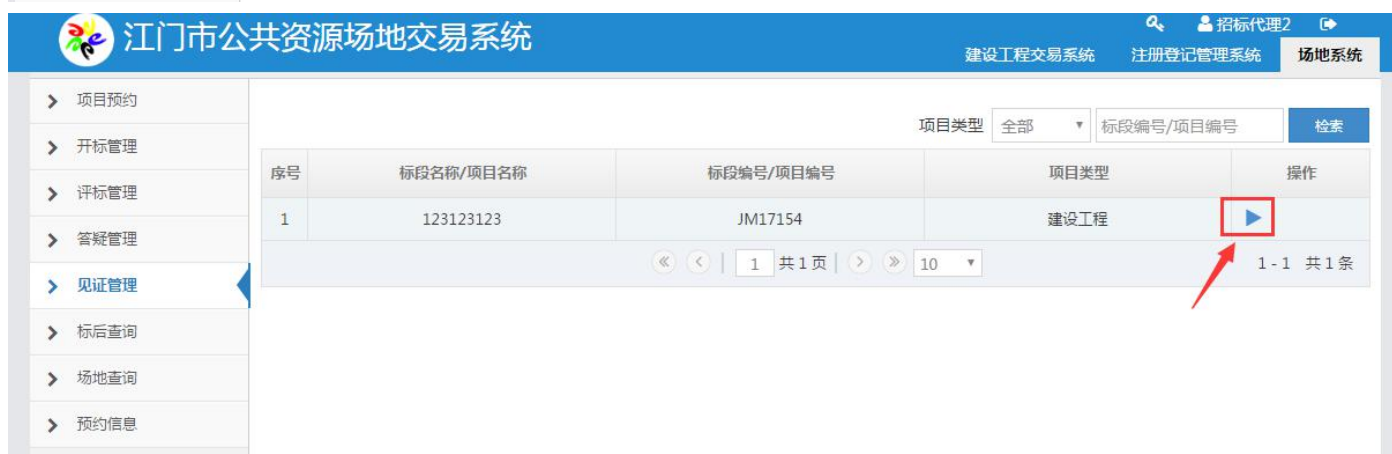 江门市公共资源场地交易系统
招标代理2
建设工程交易系统 注册登记管理系统 场地系统
项目预约
开标管理
评标管理
答疑管理
见证管理
标后查询
场地查询
预约信息
项目类型 全部 标段编号/项目编号 检索
序号 标段名称/项目名称 标段编号/项目编号 项目类型 操作
1 123123123 JM17154 建设工程
1 共1页 10 1-1 共1条